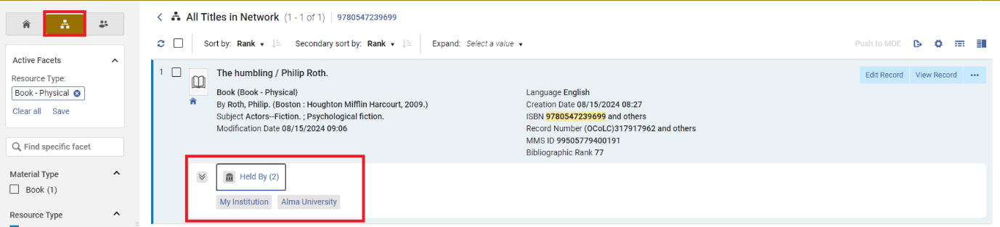 All Titles in Network (1 - 1 of 1) 9780547239699
Sort by: Rank Secondary sort by: Rank Expand: Select a value Push to MDE
Active Facets
Resource Type:
Book - Physical
Clear all Save
Find specific facet
Material Type
Book (1)
Resource Type
1 The humbling / Philip Roth. Edit Record View Record
Book {Book - Physical}
By Roth, Philip. (Boston : Houghton Mifflin Harcourt, 2009.)
Subject Actors--Fiction. ; Psychological fiction.
Modification Date 08/15/2024 09:06
Language English
Creation Date 08/15/2024 08:27
ISBN 9780547239699 and others
Record Number (OCoLC)317917962 and others
MMS ID 99505779400191
Bibliographic Rank 77
Held By (2)
My Institution Alma University